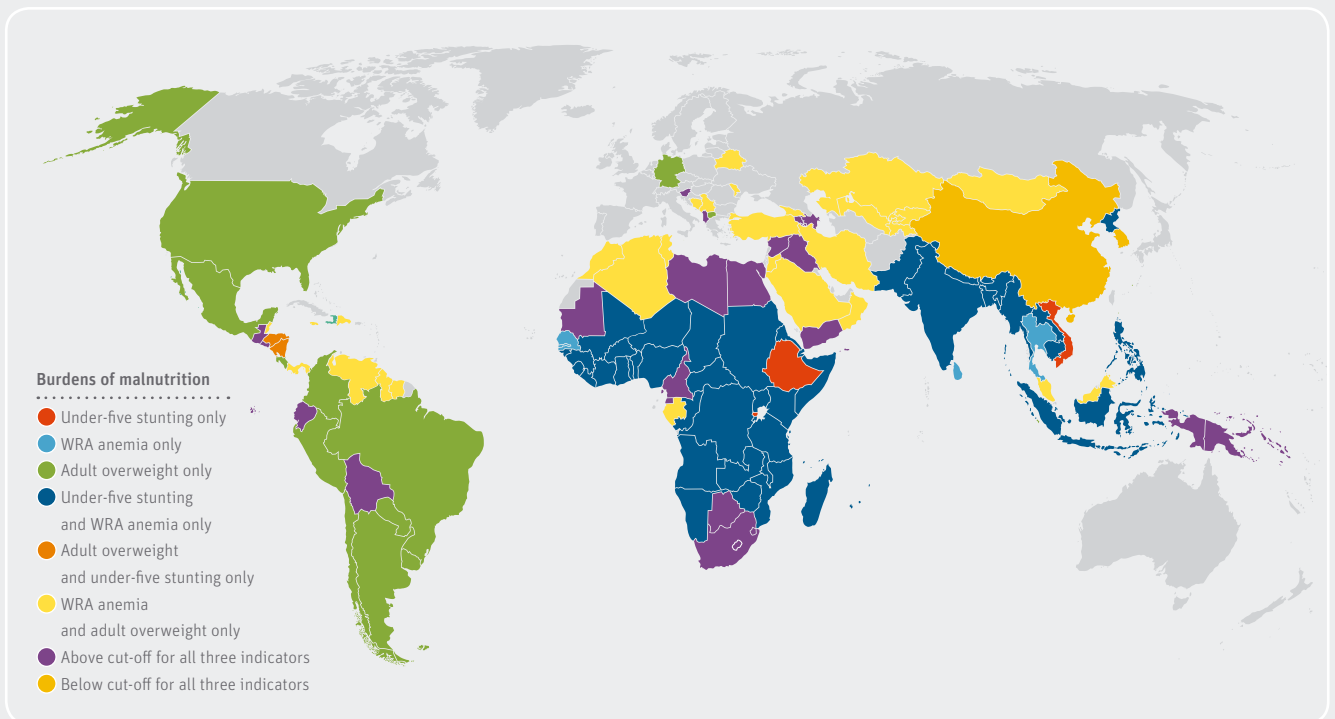 Burdens of malnutrition
Under-five stunting only
WRA anemia only
Adult overweight only
Under-five stunting
and WRA anemia only
Adult overweight
and under-five stunting only
WRA anemia
and adult overweight only
Above cut-off for all three indicators
Below cut-off for all three indicators